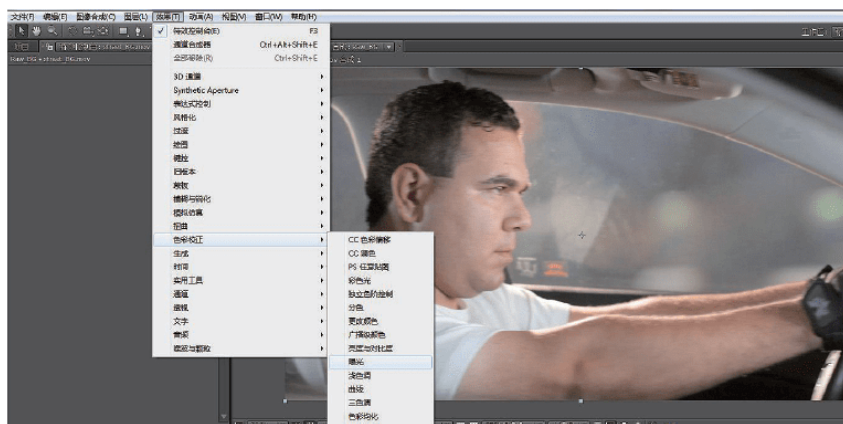 文件(F) 编辑(E) 图像合成(C) 图层(L) 效果(T) 动画(A) 视图(V) 窗口(W) 帮助(H)
特效控制台(E) F3
通道合成器 Ctrl+Alt+Shift+E
全部移除(R) Ctrl+Shift+E
3D 通道
Synthetic Aperture
表达式控制
风格化
过渡
绘图
键控
旧版本
蒙板
模糊与锐化
模拟仿真
扭曲
色彩校正
生成
时间
实用工具
通道
透视
文字
音频
杂波与颗粒
CC 色彩偏移
CC 调色
PS 任意贴图
彩色光
独立色阶控制
分色
更改颜色
广播级颜色
亮度与对比度
曝光
浅色调
曲线
三色调
色彩均化